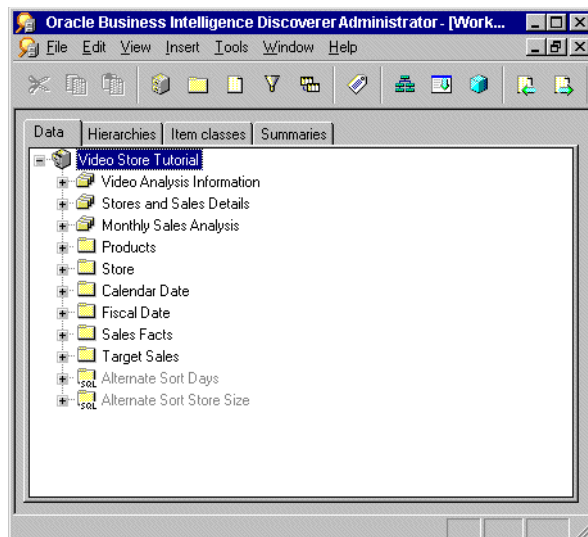 Oracle Business Intelligence Discoverer Administrator - [Work...
File Edit View Insert Tools Window Help
Data Hierarchies Item classes Summaries
Video Store Tutorial
Video Analysis Information
Stores and Sales Details
Monthly Sales Analysis
Products
Store
Calendar Date
Fiscal Date
Sales Facts
Target Sales
SQL Alternate Sort Days
SQL Alternate Sort Store Size